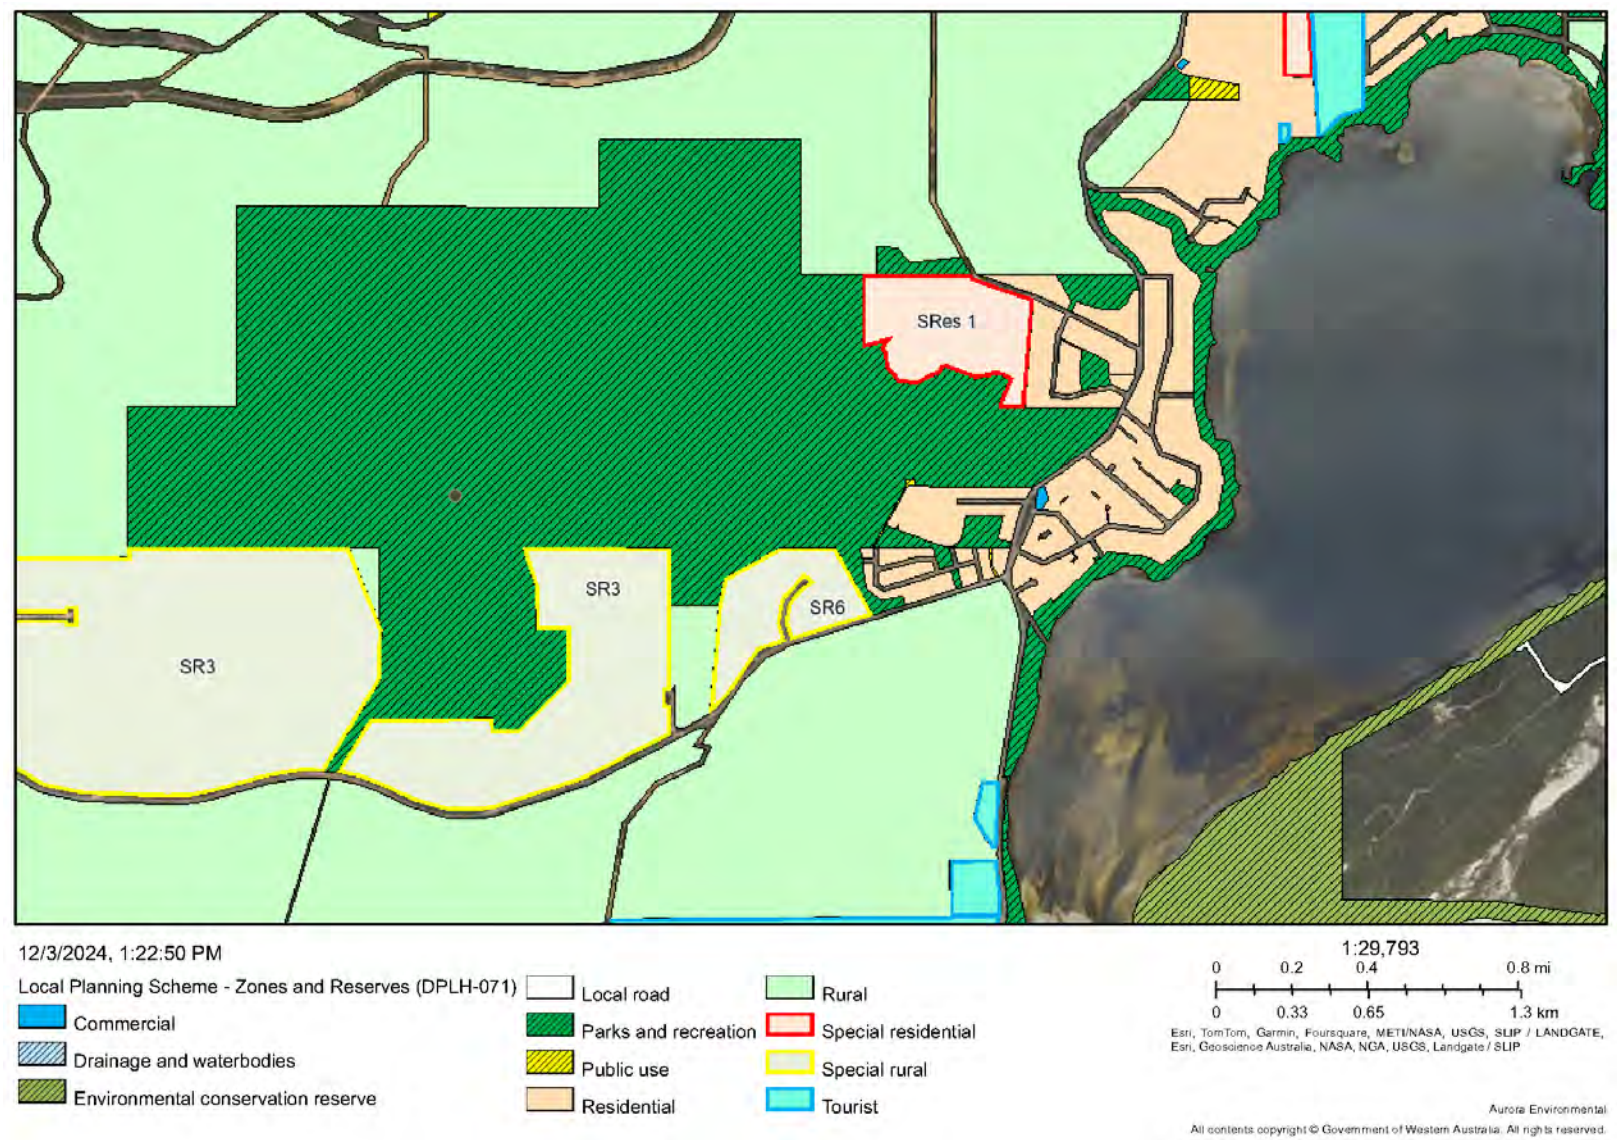 SRes 1
SR3
SR6
SR3
12/3/2024, 1:22:50 PM
Local Planning Scheme - Zones and Reserves (DPLH-071)
Commercial
Drainage and waterbodies
Environmental conservation reserve
Local road
Parks and recreation
Public use
Residential
Rural
Special residential
Special rural
Tourist
1:29,793
0 0.2 0.4 0.8 mi
0 0.33 0.65 1.3 km
Esri, TomTom, Garmin, Foursquare, METI/NASA, USGS, SLIP / LANDGATE,
Esri, Geoscience Australia, NASA, NGA, USGS, Landgate / SLIP
Aurora Environmental
All contents copyright © Government of Western Australia. All rights reserved.